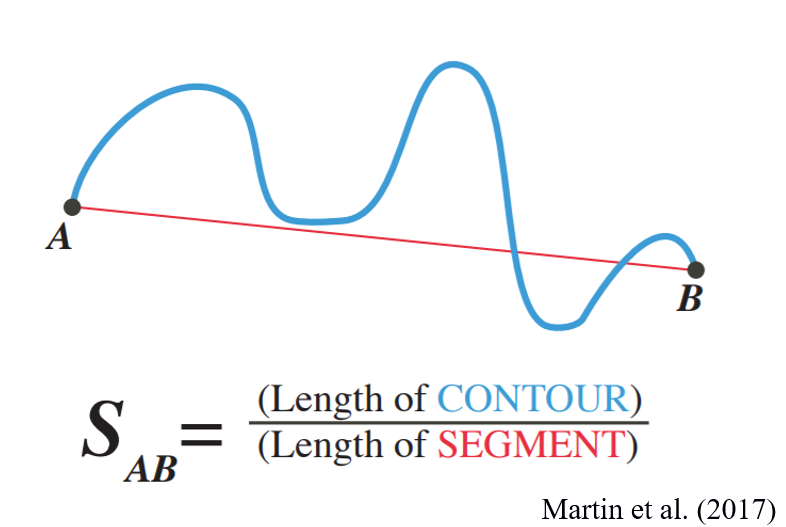 A
B
S_AB = (Length of CONTOUR)
(Length of SEGMENT)
Martin et al. (2017)